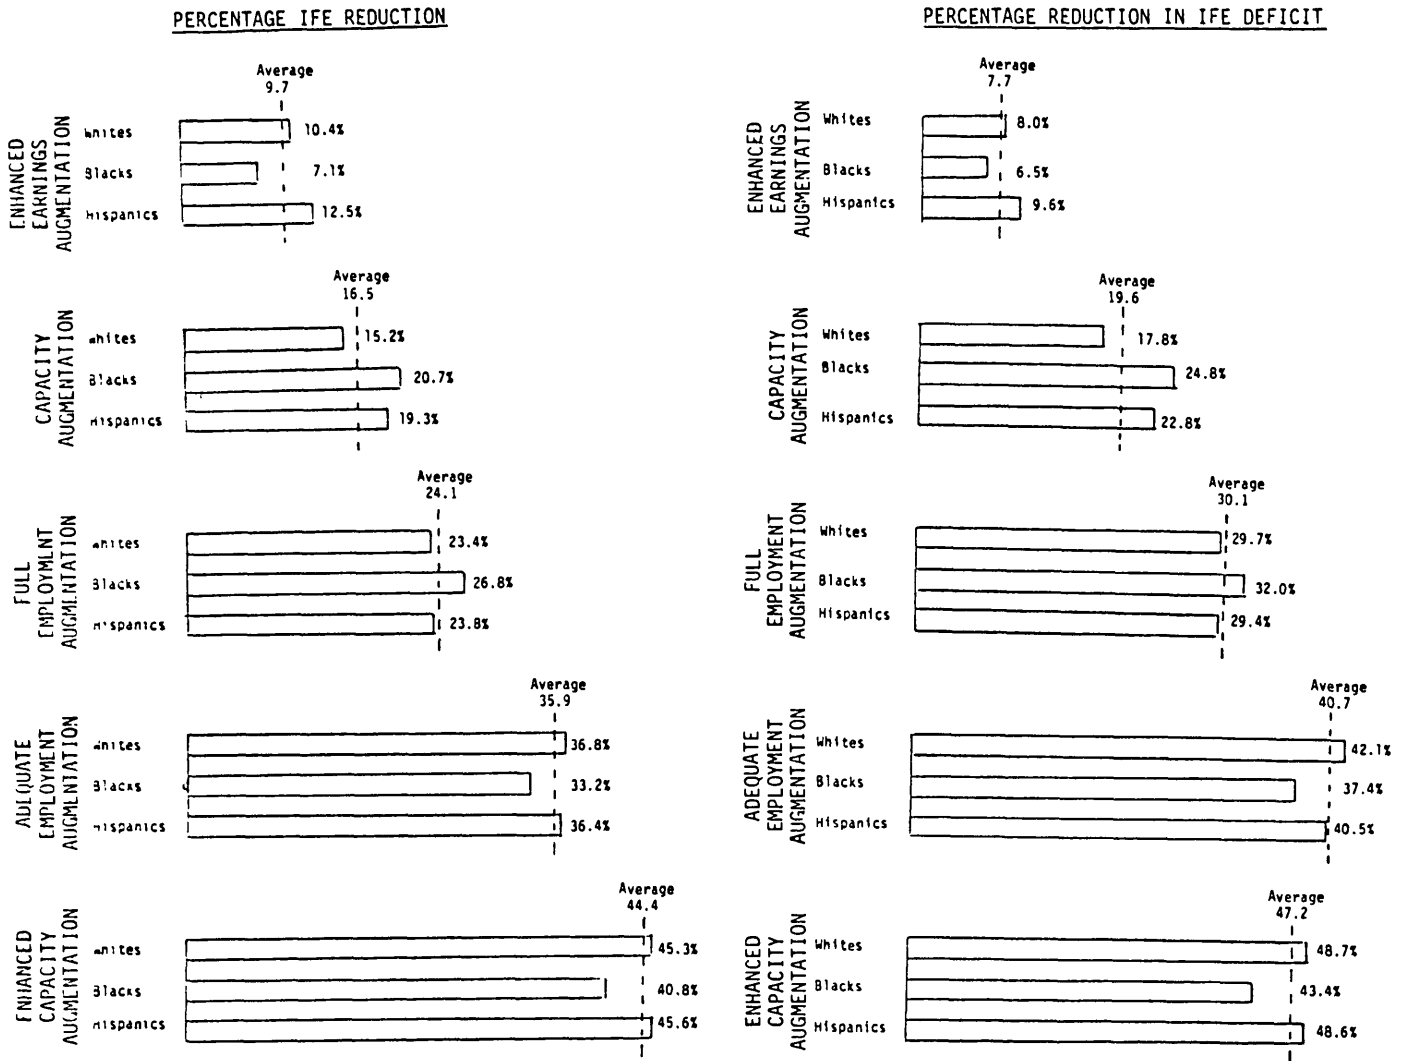 PERCENTAGE IFE REDUCTION
Average
9.7
ENHANCED
EARNINGS
AUGMENTATION
Whites
10.4%
Blacks
7.1%
Hispanics
12.5%
Average
16.5
CAPACITY
AUGMENTATION
Whites
15.2%
Blacks
20.7%
Hispanics
19.3%
Average
24.1
FULL
EMPLOYMENT
AUGMENTATION
Whites
23.4%
Blacks
26.8%
Hispanics
23.8%
Average
35.9
ADEQUATE
EMPLOYMENT
AUGMENTATION
Whites
36.8%
Blacks
33.2%
Hispanics
36.4%
Average
44.4
ENHANCED
CAPACITY
AUGMENTATION
Whites
45.3%
Blacks
40.8%
Hispanics
45.6%
PERCENTAGE REDUCTION IN IFE DEFICIT
Average
7.7
ENHANCED
EARNINGS
AUGMENTATION
Whites
8.0%
Blacks
6.5%
Hispanics
9.6%
Average
19.6
CAPACITY
AUGMENTATION
Whites
17.8%
Blacks
24.8%
Hispanics
22.8%
Average
30.1
FULL
EMPLOYMENT
AUGMENTATION
Whites
29.7%
Blacks
32.0%
Hispanics
29.4%
Average
40.7
ADEQUATE
EMPLOYMENT
AUGMENTATION
Whites
42.1%
Blacks
37.4%
Hispanics
40.5%
Average
47.2
ENHANCED
CAPACITY
AUGMENTATION
Whites
48.7%
Blacks
43.4%
Hispanics
48.6%